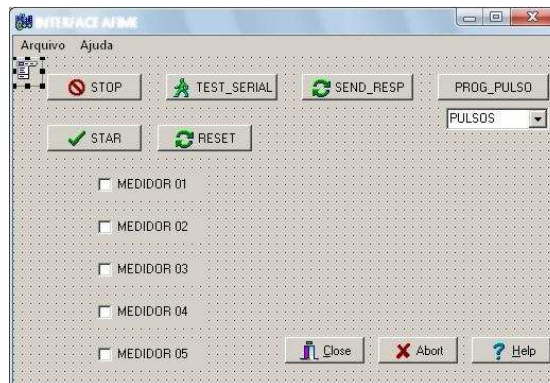 INTERFACE AFIME
Arquivo Ajuda
STOP TEST_SERIAL SEND_RESP PROG_PULSO
PULSOS
STAR RESET
MEDIDOR 01
MEDIDOR 02
MEDIDOR 03
MEDIDOR 04
MEDIDOR 05
Close Abort Help